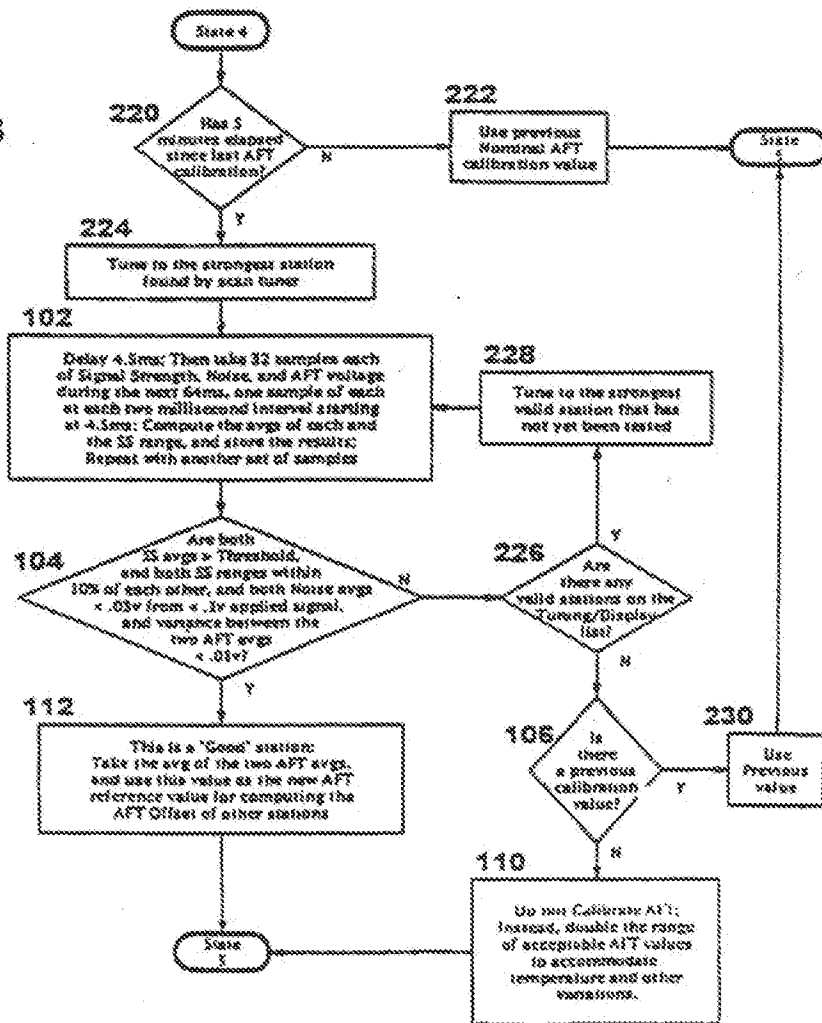 State 4
220
Has 5
minutes elapsed
since last AFT
calibration?
N
Y
222
Use previous
Nominal AFT
calibration value
State
224
Tune to the strongest station
found by scan tuner
102
Delay 4.5ms; Then take 32 samples each
of Signal Strength, Noise, and AFT voltage
during the next 64ms, one sample of each
at each two millisecond interval starting
at 4.5ms; Compute the avgs of each and
the SS range, and store the results;
Repeat with another set of samples
228
Tune to the strongest
valid station that has
not yet been tested
104
Are both
SS avgs > Threshold,
and both SS ranges within
10% of each other, and both Noise avgs
< .05v from < .1v applied signal,
and variance between the
two AFT avgs
N
Y
226
Are
there any
valid stations on the
Tuning/Display
list?
Y
N
112
This is a "Good" station:
Take the avg of the two AFT avgs,
and use this value as the new AFT
reference value for computing the
AFT Offset of other stations
106
Is
there
a previous
calibration
value?
Y
N
230
Use
Previous
value
110
Do not Calibrate AFT;
Instead, double the range
of acceptable AFT values
to accommodate
temperature and other
variations.
State
5